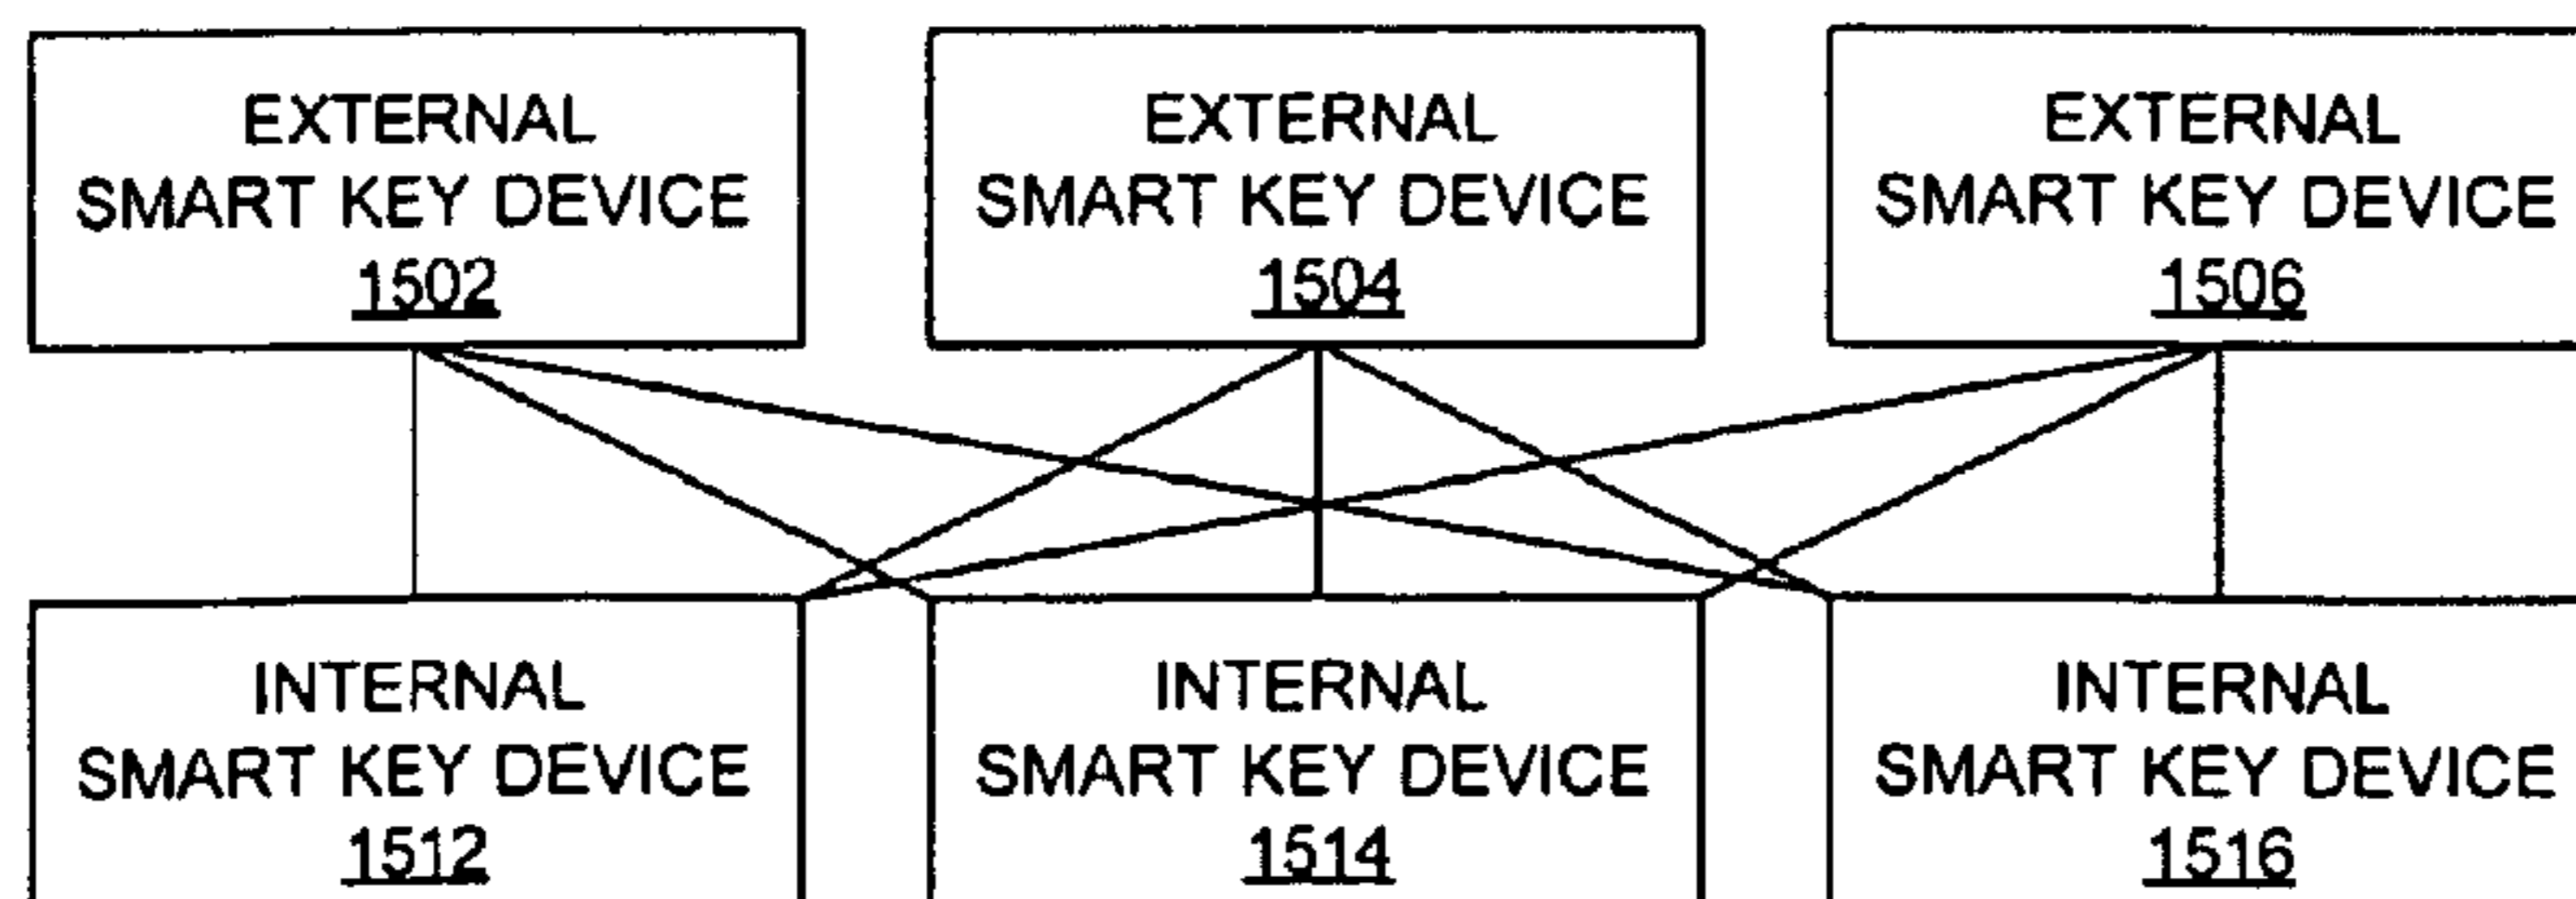 EXTERNAL
SMART KEY DEVICE
1502
EXTERNAL
SMART KEY DEVICE
1504
EXTERNAL
SMART KEY DEVICE
1506
INTERNAL
SMART KEY DEVICE
1512
INTERNAL
SMART KEY DEVICE
1514
INTERNAL
SMART KEY DEVICE
1516